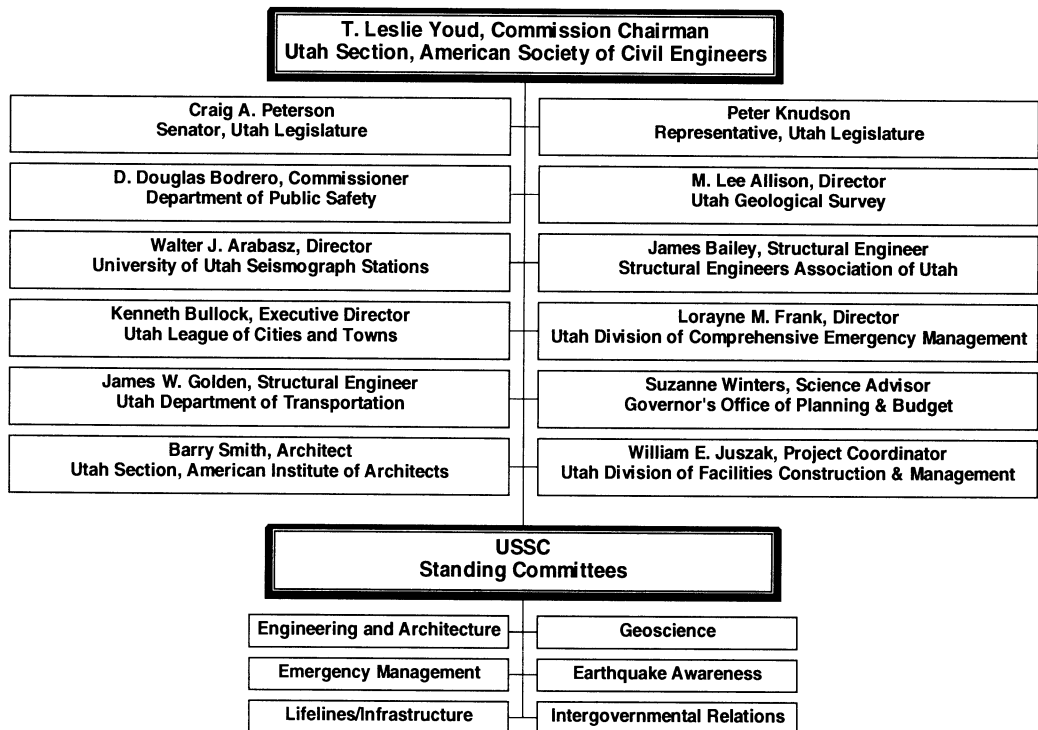 T. Leslie Youd, Commission Chairman
Utah Section, American Society of Civil Engineers
Craig A. Peterson
Senator, Utah Legislature
Peter Knudson
Representative, Utah Legislature
D. Douglas Bodrero, Commissioner
Department of Public Safety
M. Lee Allison, Director
Utah Geological Survey
Walter J. Arabasz, Director
University of Utah Seismograph Stations
James Bailey, Structural Engineer
Structural Engineers Association of Utah
Kenneth Bullock, Executive Director
Utah League of Cities and Towns
Lorayne M. Frank, Director
Utah Division of Comprehensive Emergency Management
James W. Golden, Structural Engineer
Utah Department of Transportation
Suzanne Winters, Science Advisor
Governor's Office of Planning & Budget
Barry Smith, Architect
Utah Section, American Institute of Architects
William E. Juszak, Project Coordinator
Utah Division of Facilities Construction & Management
USSC
Standing Committees
Engineering and Architecture
Geoscience
Emergency Management
Earthquake Awareness
Lifelines/Infrastructure
Intergovernmental Relations